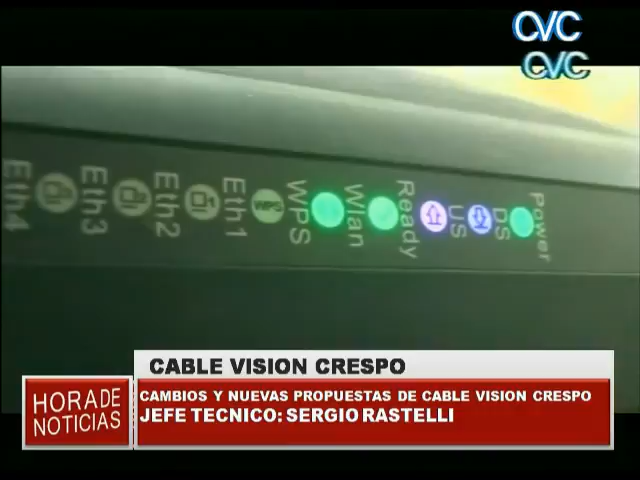 CVC
CVC
Eth4
Eth3
Eth2
Eth1
WPS
WPS
Wlan
Ready
US
DS
Power
CABLE VISION CRESPO
HORA DE
NOTICIAS
CAMBIOS Y NUEVAS PROPUESTAS DE CABLE VISION CRESPO
JEFE TECNICO: SERGIO RASTELLI